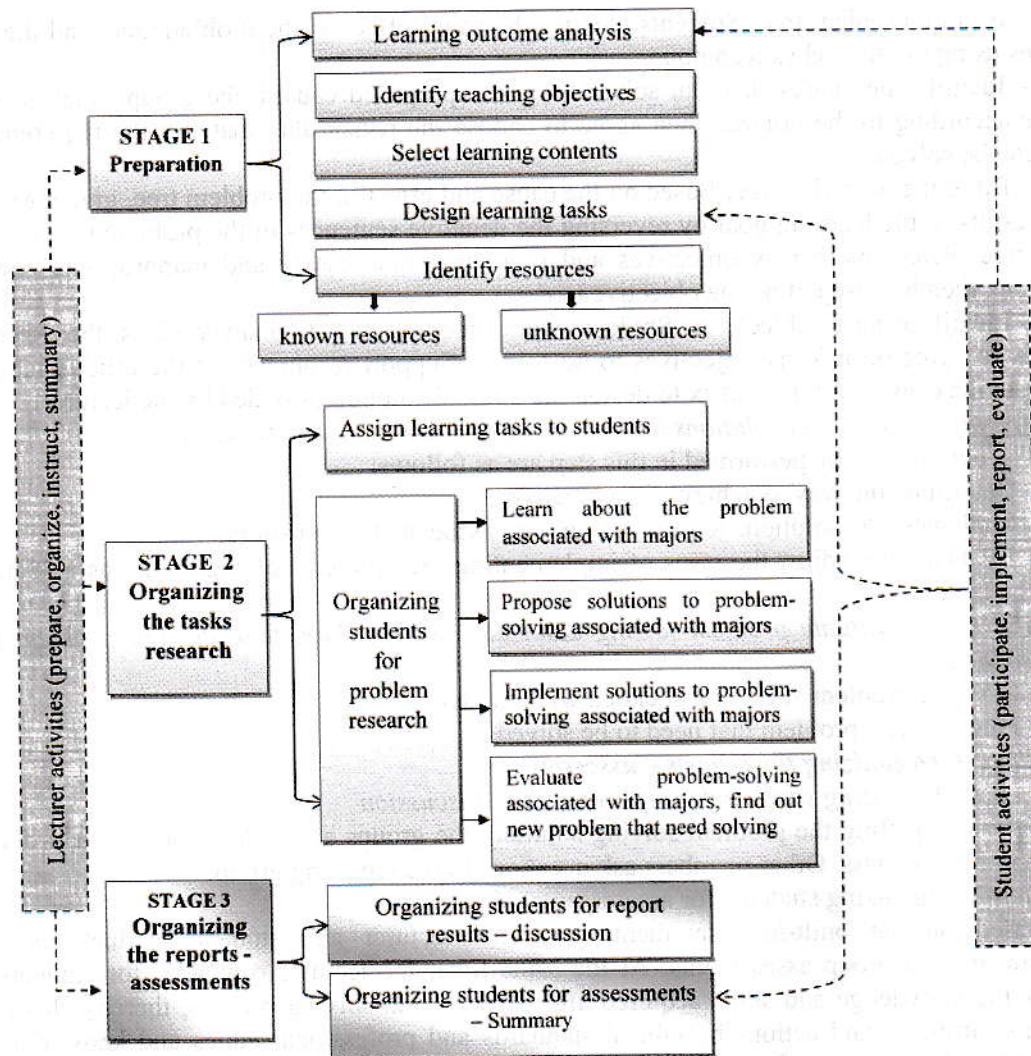 Learning outcome analysis
Identify teaching objectives
STAGE 1
Preparation
Select learning contents
Design learning tasks
Identify resources
known resources
unknown resources
Lecturer activities (prepare, organize, instruct, summary)
Student activities (participate, implement, report, evaluate)
Assign learning tasks to students
STAGE 2
Organizing
the tasks
research
Organizing
students
for
problem
research
Learn about the problem
associated with majors
Propose solutions to problem-
solving associated with majors
Implement solutions to problem-
solving associated with majors
Evaluate problem-solving
associated with majors, find out
new problem that need solving
STAGE 3
Organizing
the reports -
assessments
Organizing students for report
results – discussion
Organizing students for assessments
– Summary